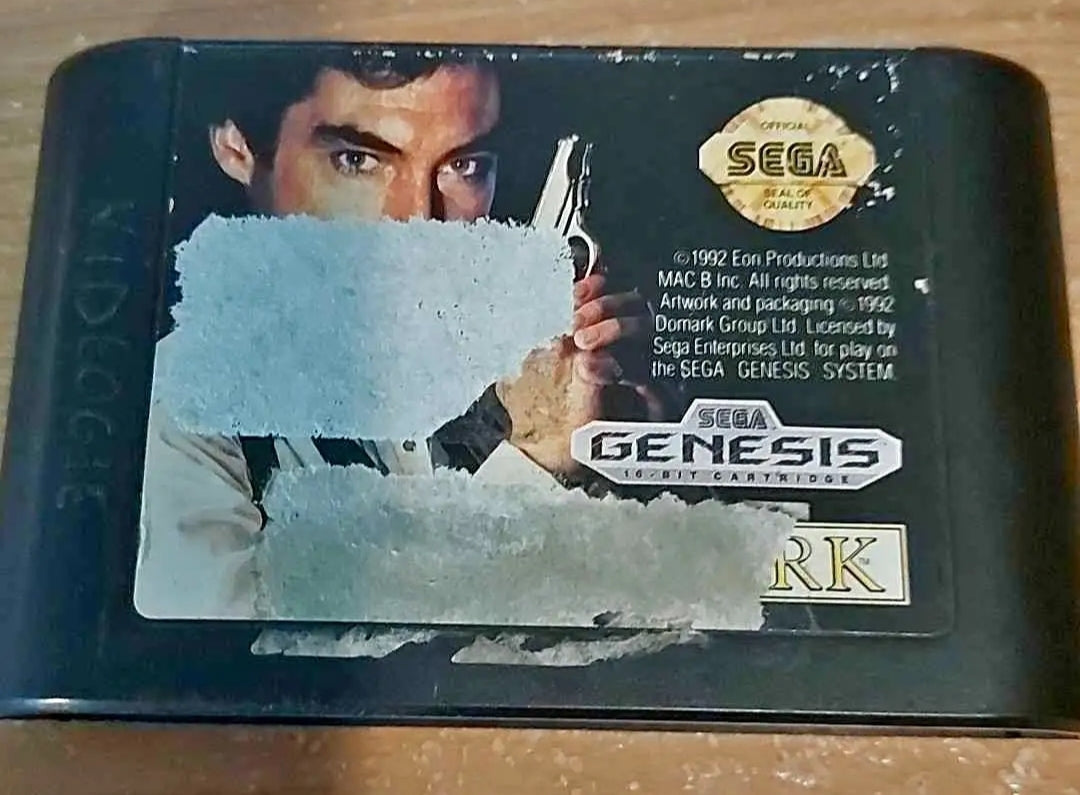 OFFICIAL
SEGA
SEAL OF
QUALITY
©1992 Eon Productions Ltd
MAC B Inc. All rights reserved.
Artwork and packaging ©1992
Domark Group Ltd. Licensed by
Sega Enterprises Ltd. for play on
the SEGA GENESIS SYSTEM.
SEGA
GENESIS
16-BIT CARTRIDGE
RK™